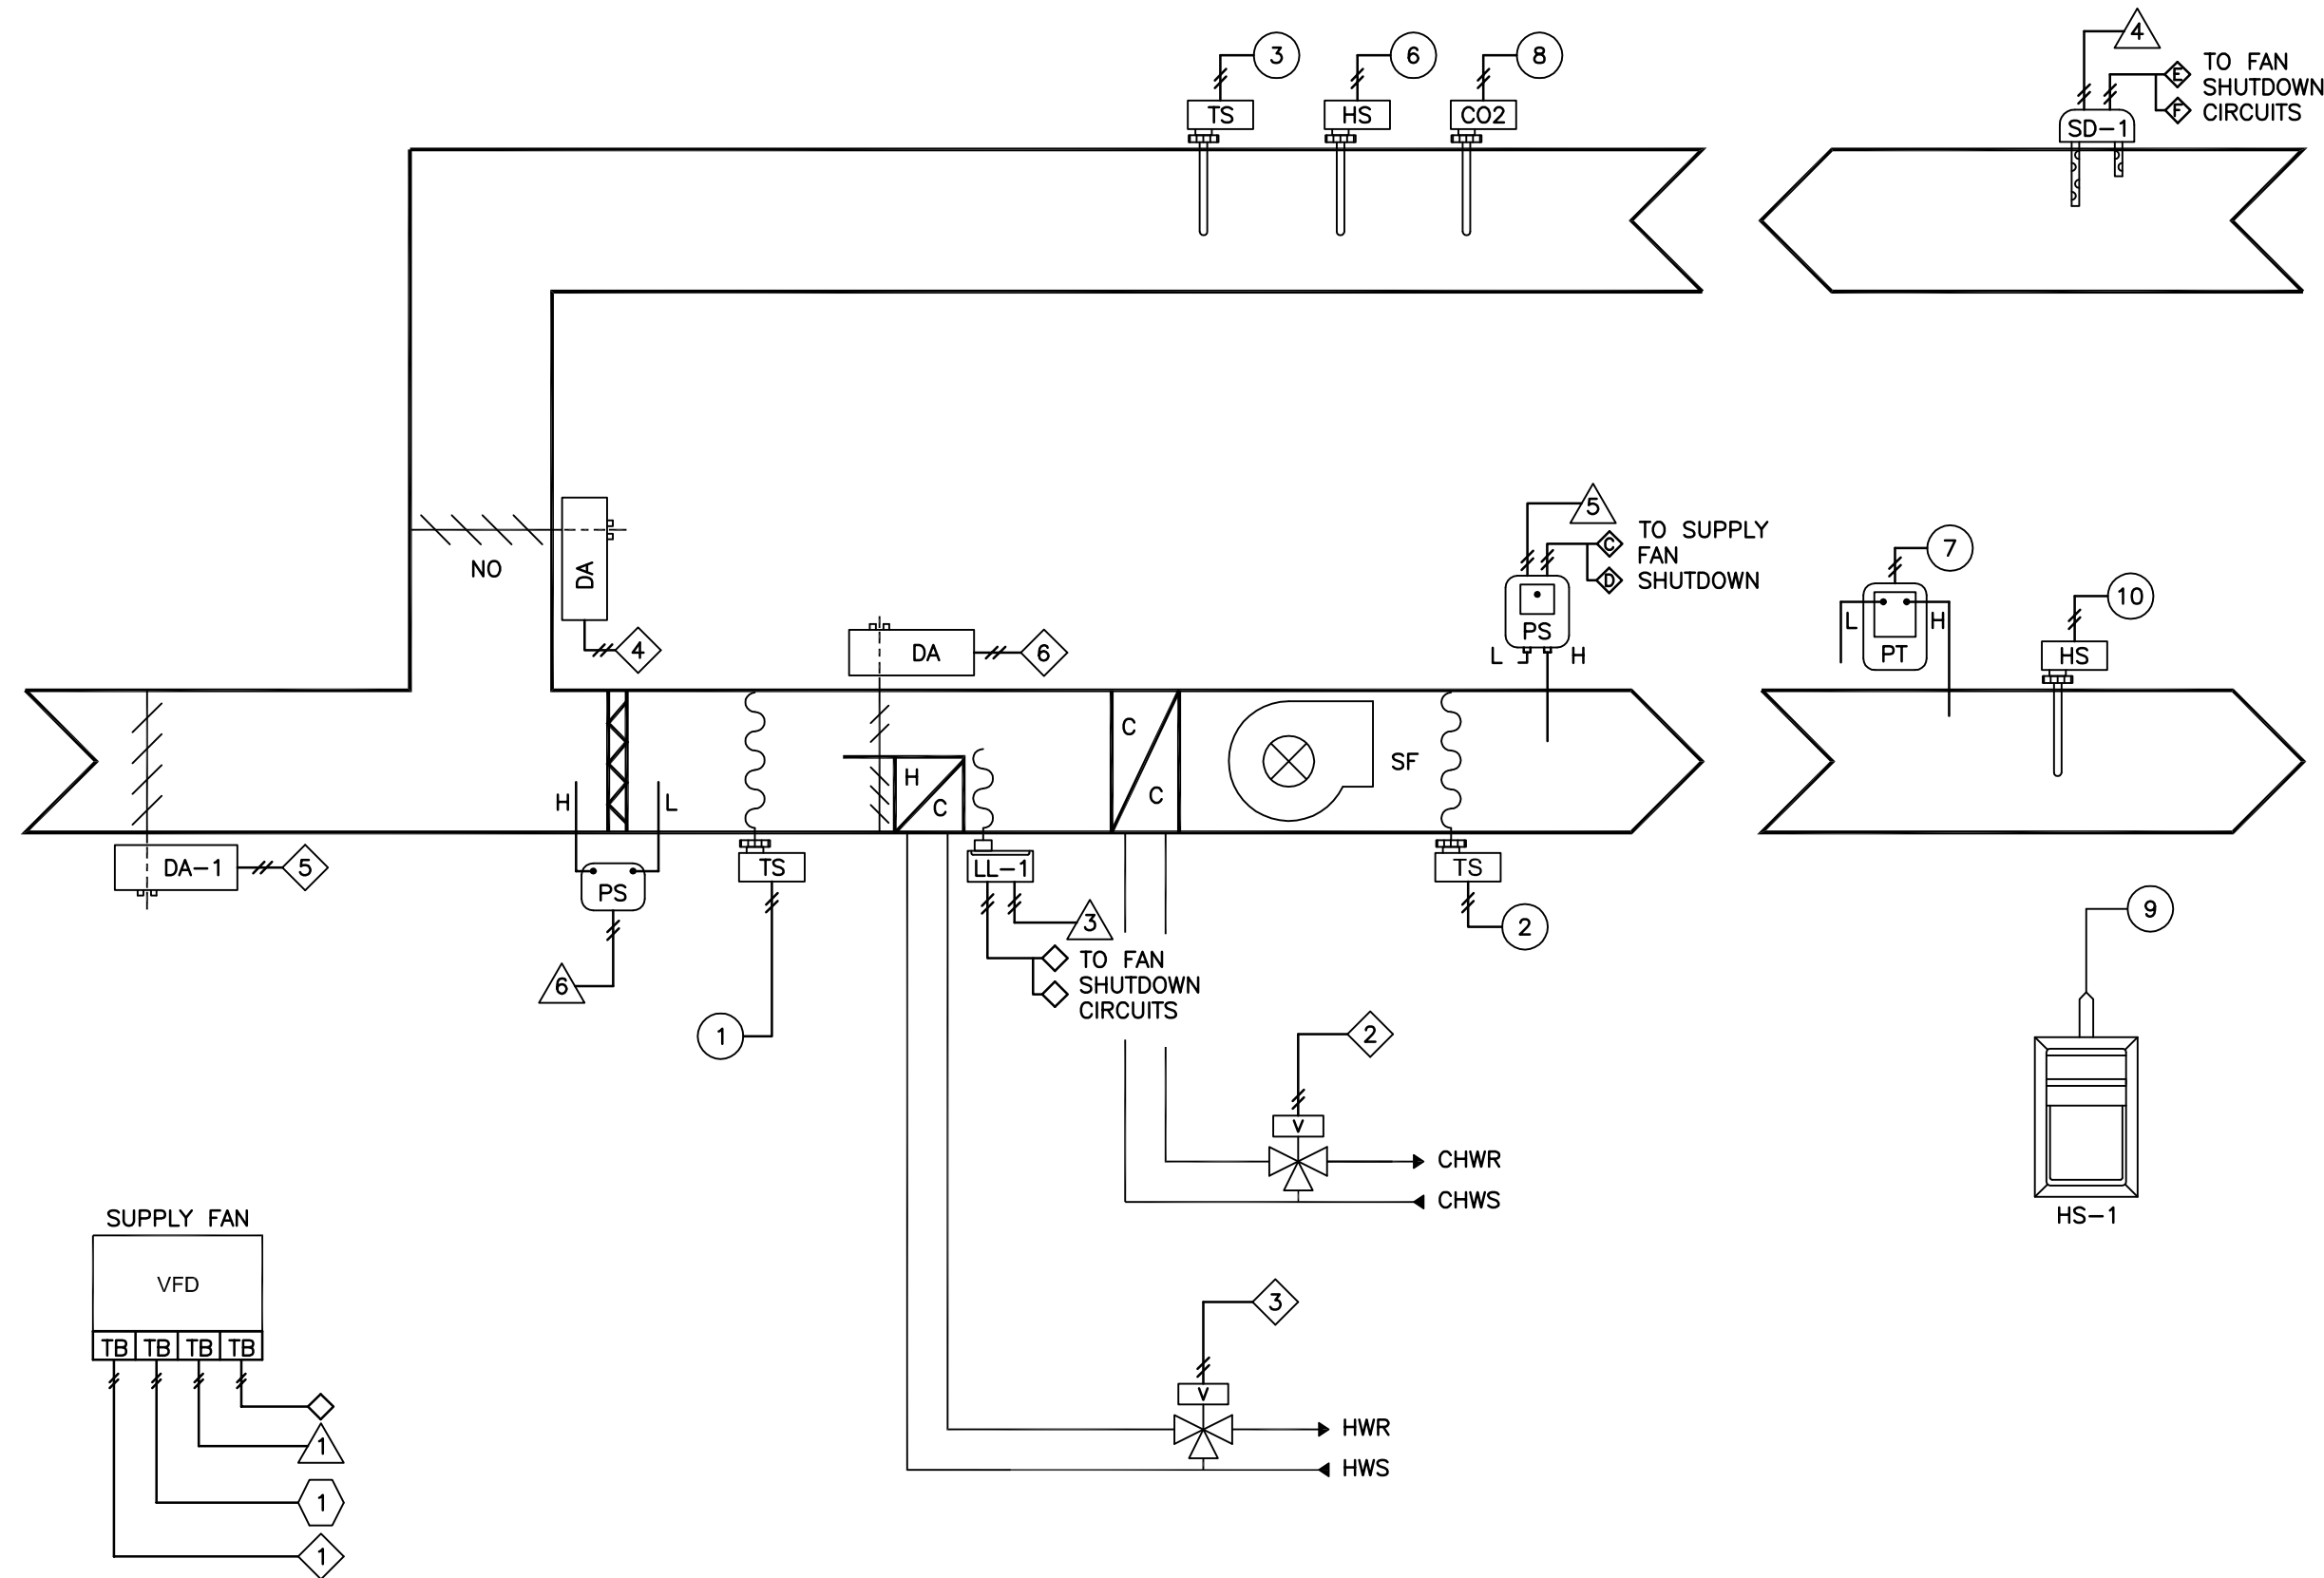 3
6
8
4
TS
HS
CO2
SD-1
E
F
TO FAN
SHUTDOWN
CIRCUITS
NO
DA
4
DA
6
5
C
D
TO SUPPLY
FAN
SHUTDOWN
PS
L
H
7
L
H
PT
10
HS
H
L
H
C
C
C
SF
DA-1
5
PS
6
TS
1
LL-1
3
TO FAN
SHUTDOWN
CIRCUITS
TS
2
9
HS-1
2
V
CHWR
CHWS
3
V
HWR
HWS
SUPPLY FAN
VFD
TB TB TB TB
1
1
1